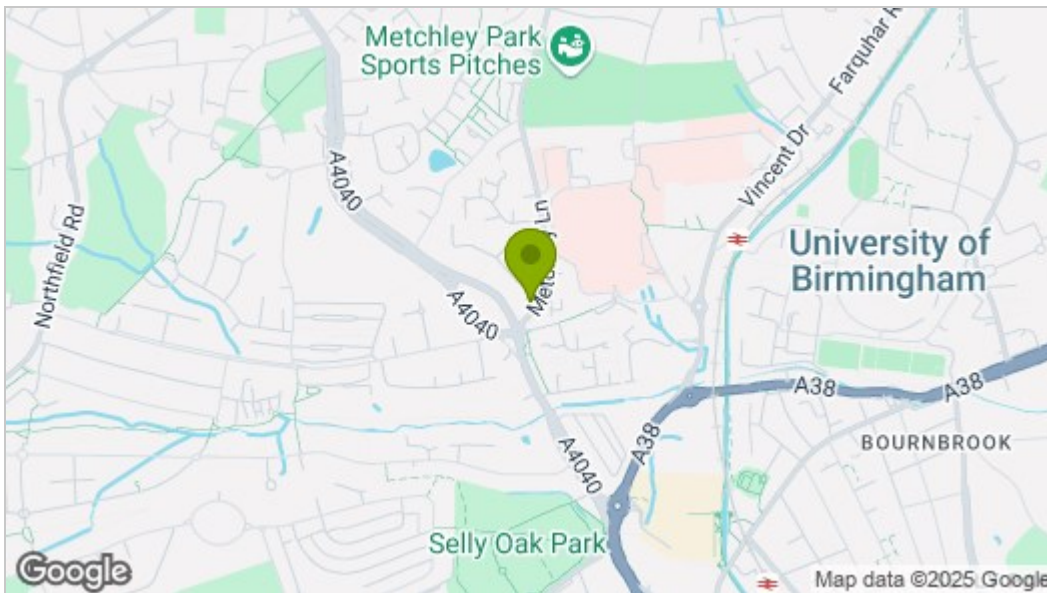 Metchley Park
Sports Pitches
Farquhar R
A4040
Vincent Dr
Northfield Rd
University of
Birmingham
A4040
A38
A38
A38
BOURNBROOK
A4040
Selly Oak Park
Google
Map data ©2025 Google